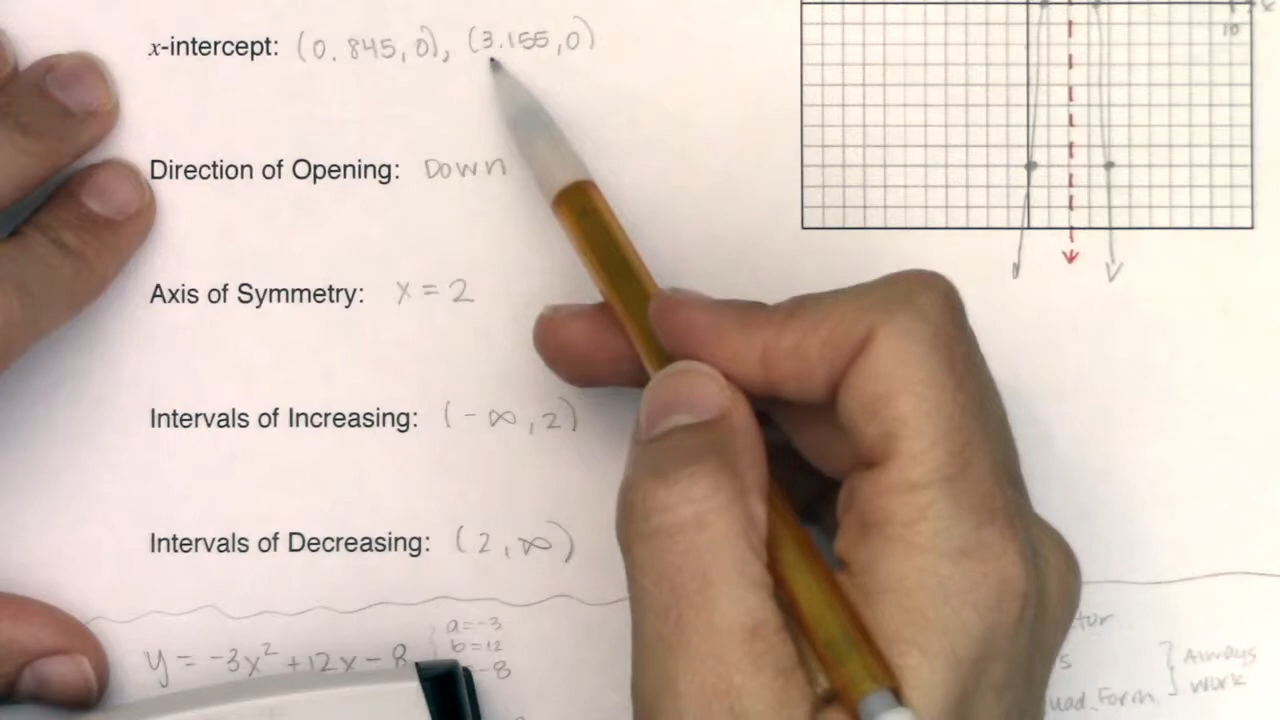 x-intercept: (0.845,0), (3.155,0)
10
Direction of Opening: Down
Axis of Symmetry: x = 2
Intervals of Increasing: (-∞,2)
Intervals of Decreasing: (2,∞)
y = -3x² +12x - 8
a=-3
b=12
=-8
Always
work